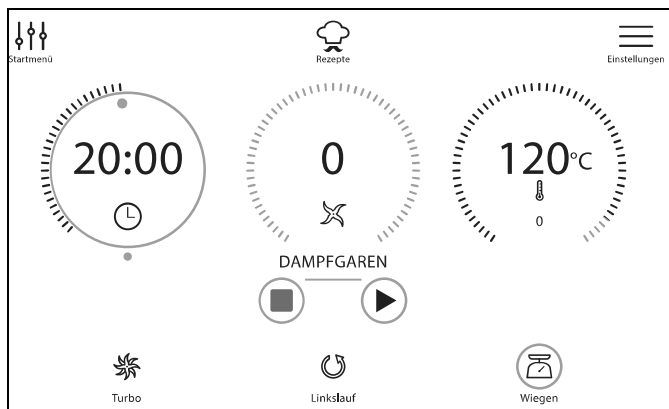 Startmenü
Rezepte
Einstellungen
20:00
0
120°C
0
DAMPFGAREN
Turbo
Linkslauf
Wiegen